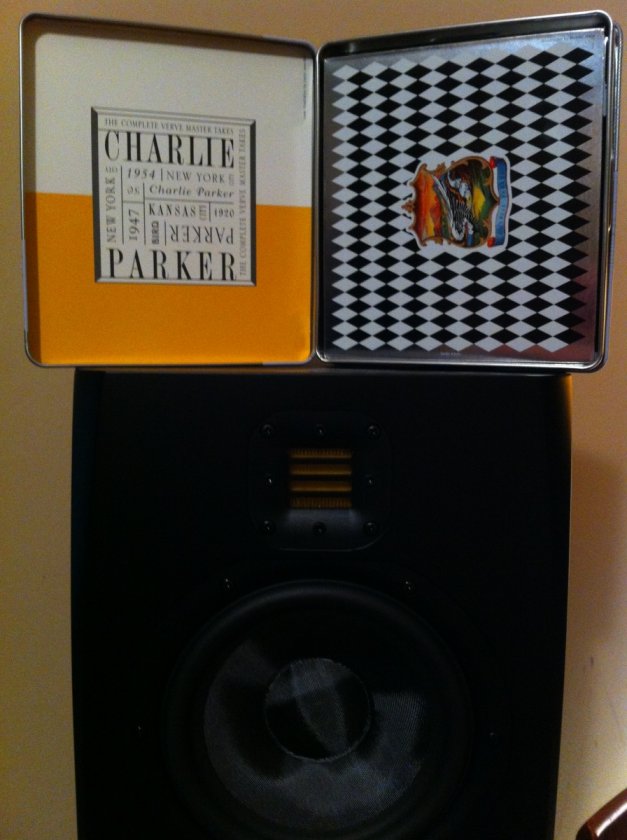 THE COMPLETE VERVE MASTER TAKES
CHARLIE
1954 NEW YORK
Charlie Parker
NEW YORK
KANSAS CITY 1920
1947
BIRD
PARKER
PARKER
THE COMPLETE VERVE MASTER TAKES